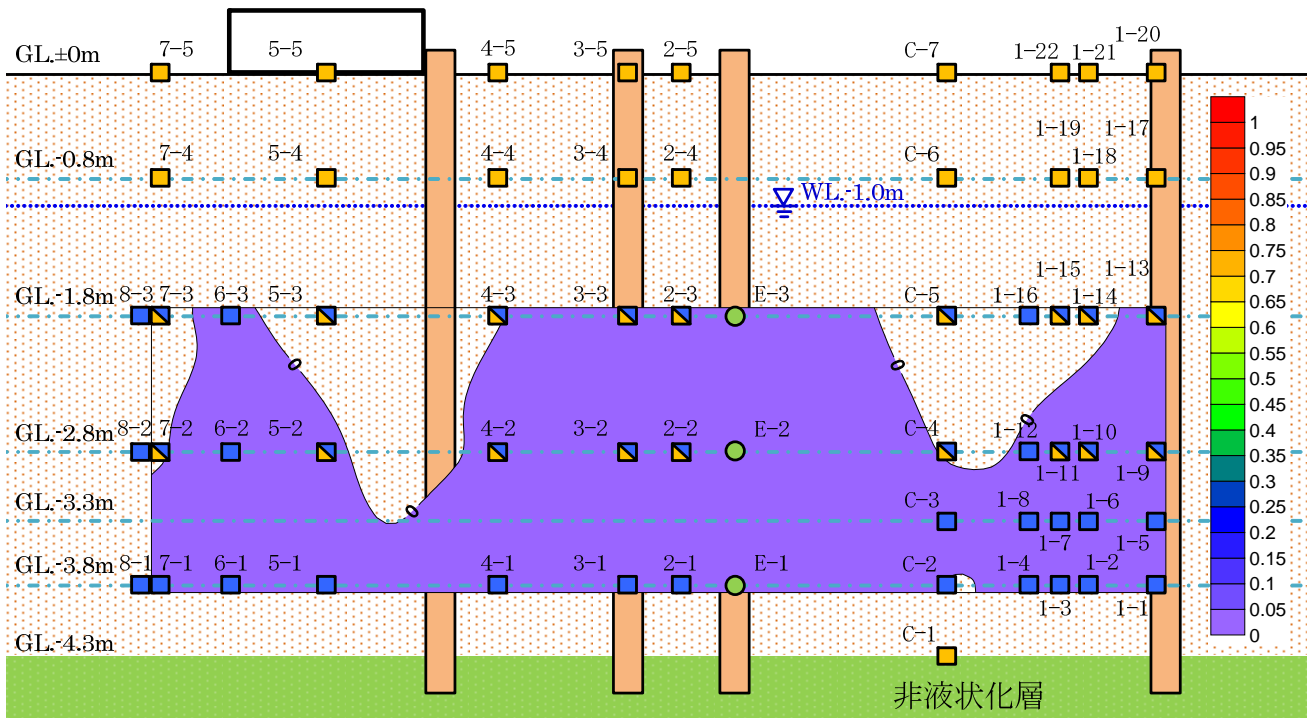 1-20
7-5 5-5 4-5 3-5 2-5 C-7 1-22 1-21
GL.±0m
1
1-19 1-17
0.95
7-4 5-4 4-4 3-4 2-4 C-6 1-18
GL.-0.8m
0.9
0.85
WL.-1.0m
0.8
0.75
0.7
1-15 1-13
0.65
GL.-1.8m
8-3 7-3 6-3 5-3 4-3 3-3 2-3 E-3 C-5 1-16 1-14
0.6
0.55
0 0
0.5
0.45
0
0.4
GL.-2.8m
8-2 7-2 6-2 5-2 4-2 3-2 2-2 E-2 C-4 1-12 1-10
0.35
1-11 1-9
0.3
GL.-3.3m
0.25
0 C-3 1-8 1-6
0.2
1-7 1-5
0.15
GL.-3.8m
8-1 7-1 6-1 5-1 4-1 3-1 2-1 E-1 C-2 1-4 1-2
0.1
1-3 1-1
0.05
GL.-4.3m
C-1
0
非液状化層